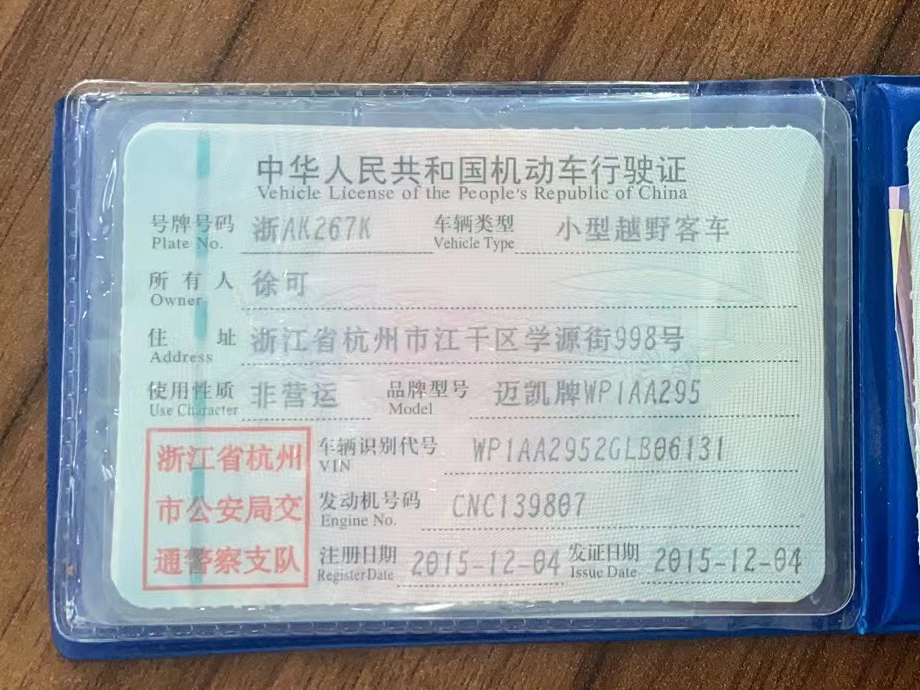 中华人民共和国机动车行驶证
Vehicle License of the People's Republic of China
号牌号码 浙AK267K 车辆类型 小型越野客车
Plate No. Vehicle Type
所有人 徐可
Owner
住址 浙江省杭州市江干区学源街998号
Address
使用性质 非营运 品牌型号 迈凯牌WP1AA295
Use Character Model
浙江省杭州
市公安局交
通警察支队
车辆识别代号 WP1AA2952GLB06131
VIN
发动机号码 CNC139807
Engine No.
注册日期 2015-12-04 发证日期 2015-12-04
Register Date Issue Date